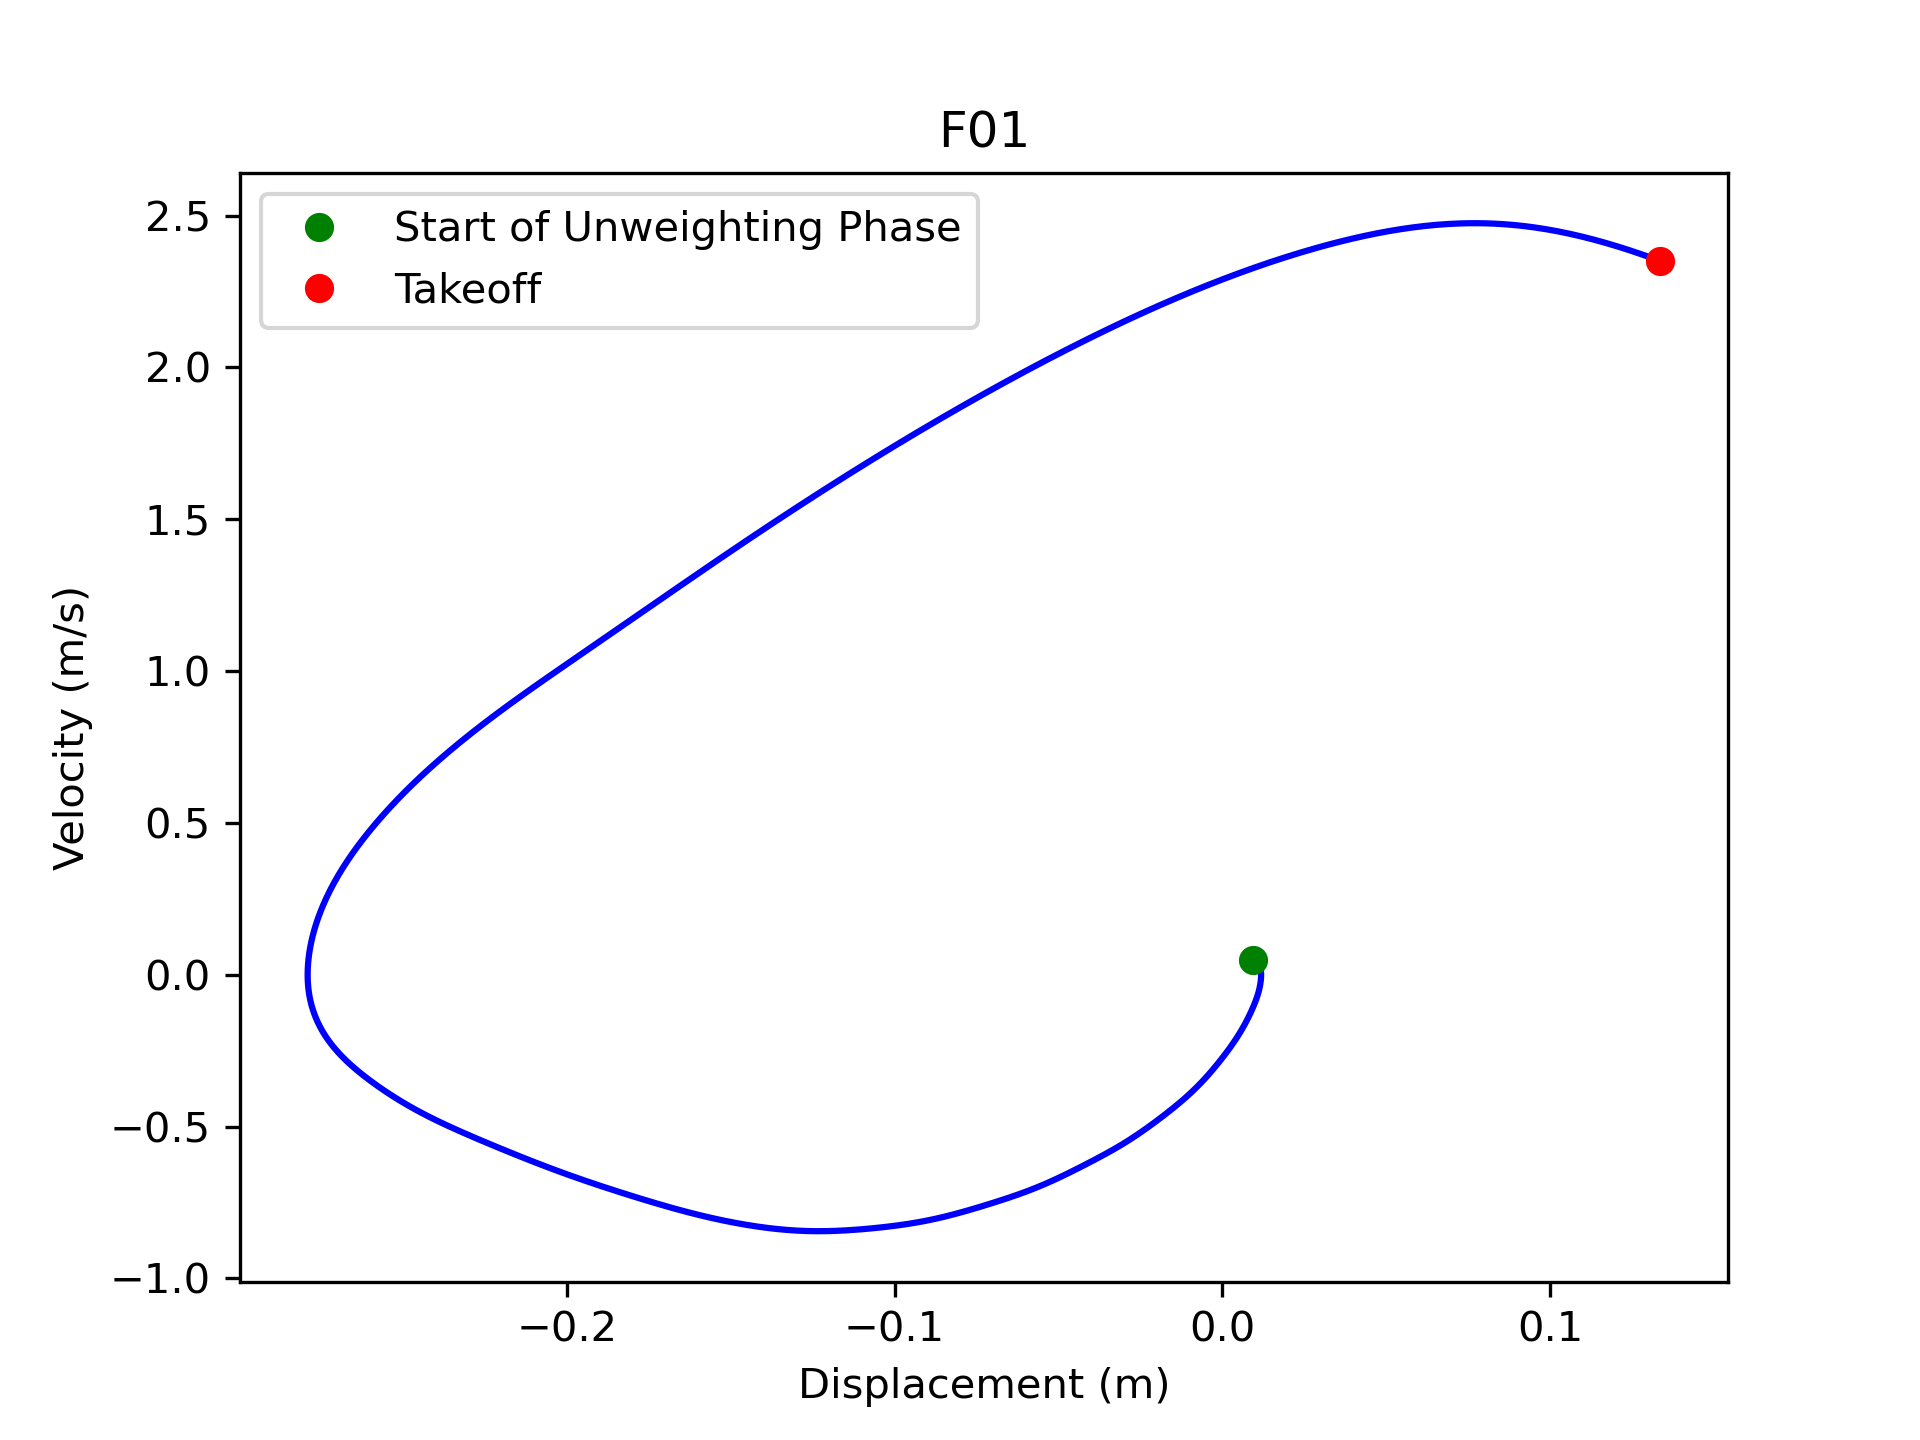 F01
Start of Unweighting Phase
Takeoff
2.5
2.0
1.5
1.0
0.5
0.0
−0.5
−1.0
Velocity (m/s)
−0.2
−0.1
0.0
0.1
Displacement (m)